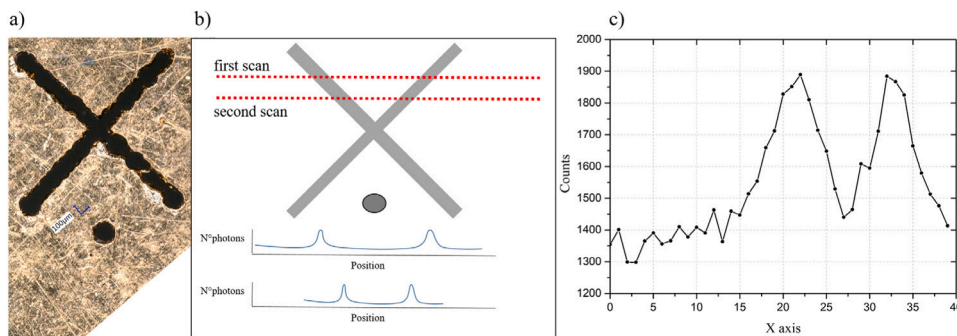 a)
100μm
b)
first scan
second scan
N°photons
Position
N°photons
Position
c)
2000
1900
1800
1700
1600
1500
1400
1300
1200
Counts
0 5 10 15 20 25 30 35 40
X axis